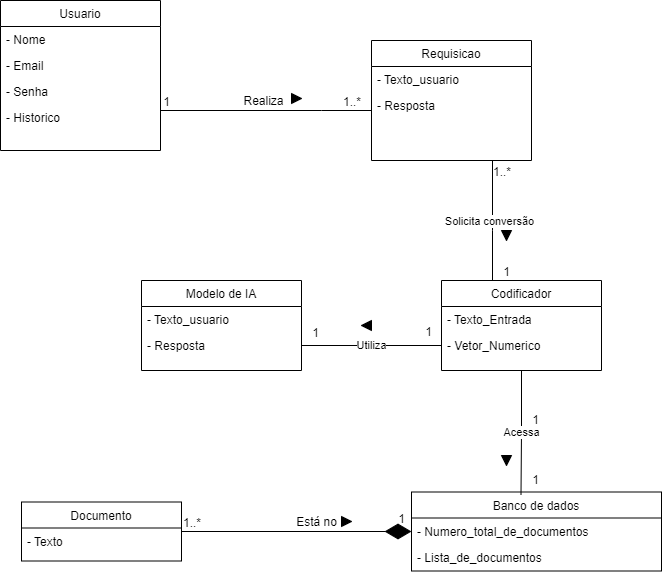 Usuario
- Nome
- Email
- Senha
- Historico
1
Realiza
1..*
Requisicao
- Texto_usuario
- Resposta
1..*
Solicita conversão
1
Modelo de IA
- Texto_usuario
- Resposta
1
Utiliza
1
Codificador
- Texto_Entrada
- Vetor_Numerico
1
Acessa
1
Documento
- Texto
1..*
Está no
1
Banco de dados
- Numero_total_de_documentos
- Lista_de_documentos